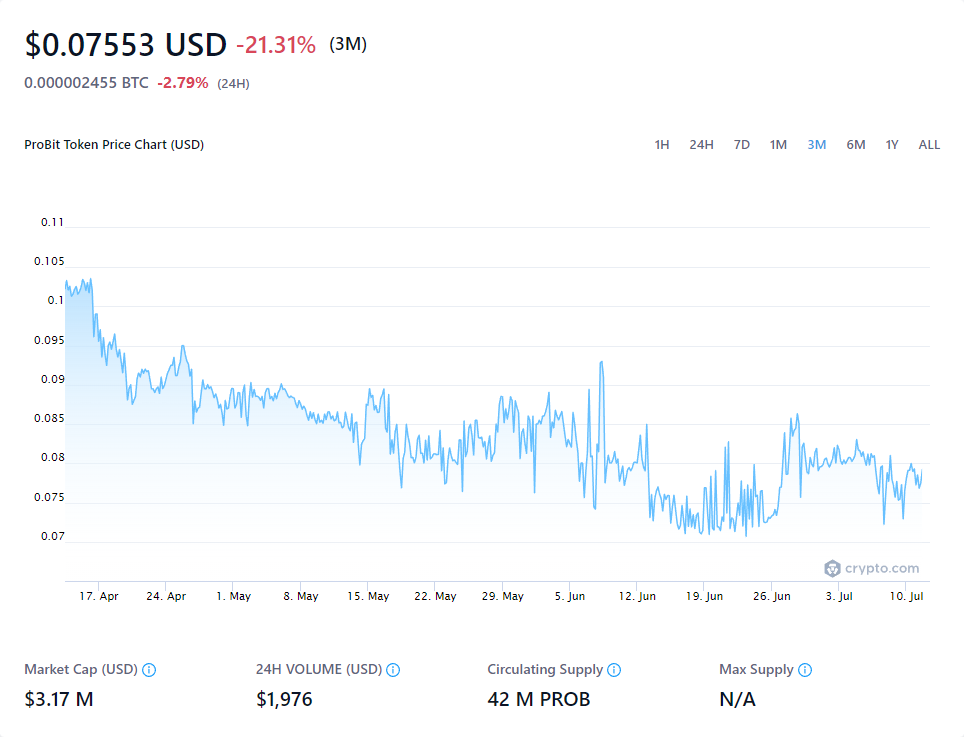 $0.07553 USD -21.31% (3M)
0.000002455 BTC -2.79% (24H)
ProBit Token Price Chart (USD) 1H 24H 7D 1M 3M 6M 1Y ALL
0.11
0.105
0.1
0.095
0.09
0.085
0.08
0.075
0.07
crypto.com
17. Apr 24. Apr 1. May 8. May 15. May 22. May 29. May 5. Jun 12. Jun 19. Jun 26. Jun 3. Jul 10. Jul
Market Cap (USD) 24H VOLUME (USD) Circulating Supply Max Supply
$3.17 M $1,976 42 M PROB N/A